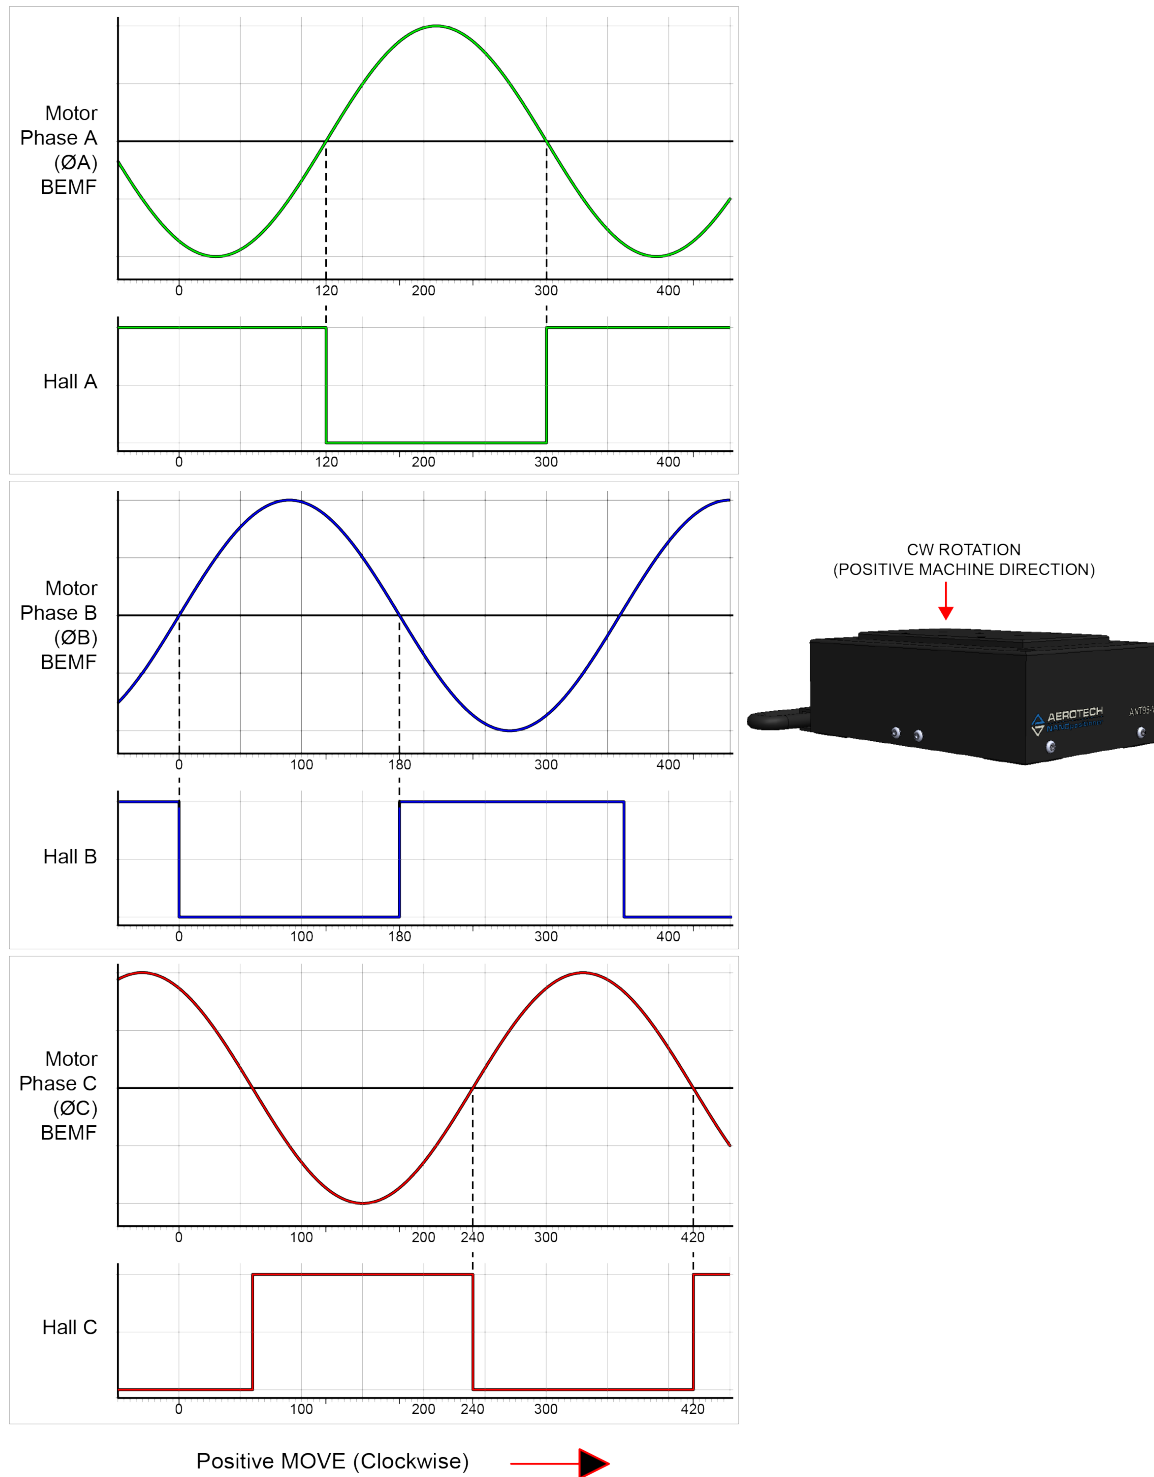 Motor
Phase A
(ØA)
BEMF
0 120 200 300 400
Hall A
0 120 200 300 400
Motor
Phase B
(ØB)
BEMF
0 100 180 300 400
Hall B
0 100 180 300 400
CW ROTATION
(POSITIVE MACHINE DIRECTION)
AEROTECH
Motor
Phase C
(ØC)
BEMF
0 100 200 240 300 420
Hall C
0 100 200 240 300 420
Positive MOVE (Clockwise)